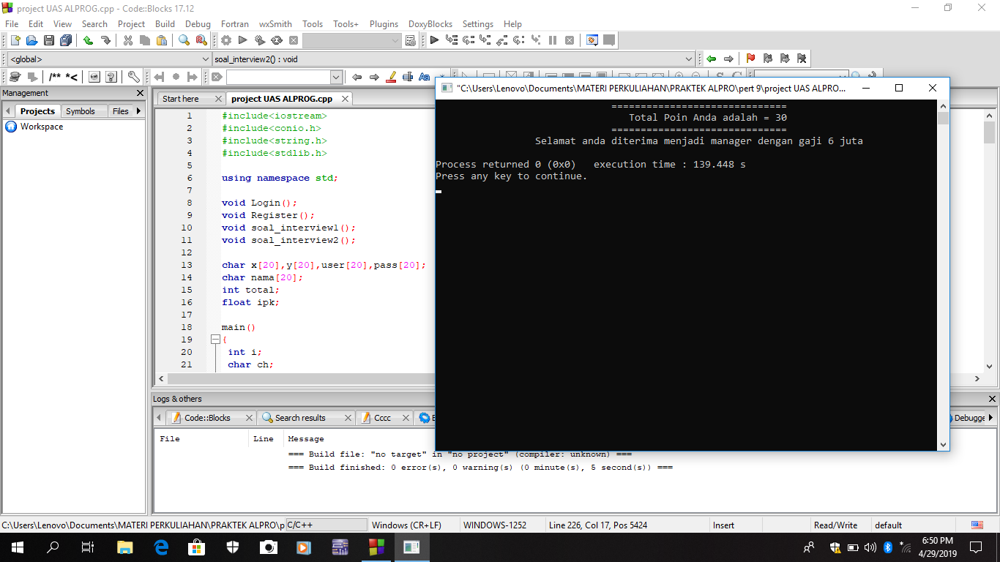 project UAS ALPROG.cpp - Code::Blocks 17.12
File Edit View Search Project Build Debug Fortran wxSmith Tools Tools+ Plugins DoxyBlocks Settings Help
<global>
soal_interview2() : void
/** *<
Aa
Management
Projects Symbols Files
Workspace
Start here
project UAS ALPROG.cpp
1 #include<iostream>
2 #include<conio.h>
3 #include<string.h>
4 #include<stdlib.h>
5
6 using namespace std;
7
8 void Login();
9 void Register();
10 void soal_interview1();
11 void soal_interview2();
12
13 char x[20],y[20],user[20],pass[20];
14 char nama[20];
15 int total;
16 float ipk;
17
18 main()
19 {
20 int i;
21 char ch;
"C:\Users\Lenovo\Documents\MATERI PERKULIAHAN\PRAKTEK ALPRO\pert 9\project UAS ALPRO...
==============================
Total Poin Anda adalah = 30
==============================
Selamat anda diterima menjadi manager dengan gaji 6 juta
Process returned 0 (0x0) execution time : 139.448 s
Press any key to continue.
Logs & others
Code::Blocks Search results Cccc Debugge
File Line Message
=== Build file: "no target" in "no project" (compiler: unknown) ===
=== Build finished: 0 error(s), 0 warning(s) (0 minute(s), 5 second(s)) ===
C:\Users\Lenovo\Documents\MATERI PERKULIAHAN\PRAKTEK ALPRO\p C/C++ Windows (CR+LF) WINDOWS-1252 Line 226, Col 17, Pos 5424 Insert Read/Write default
6:50 PM
4/29/2019